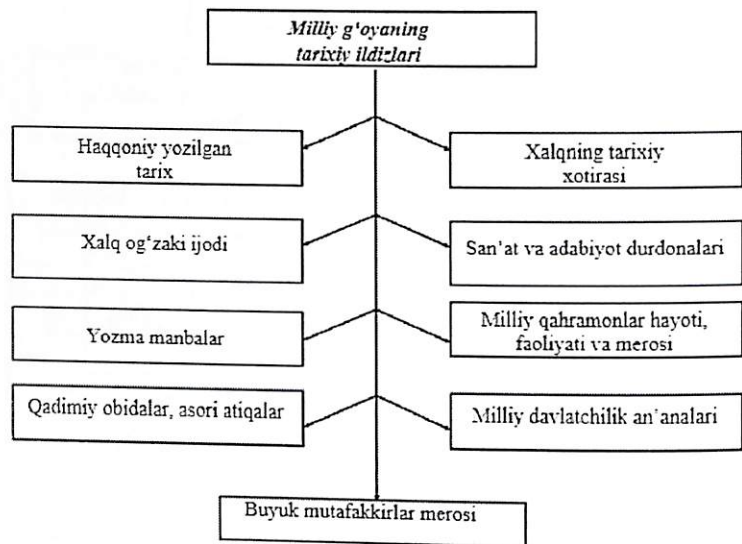 Milliy g‘oyaning
tarixiy ildizlari
Haqqoniy yozilgan
tarix
Xalqning tarixiy
xotirasi
Xalq og‘zaki ijodi
San’at va adabiyot durdonalari
Yozma manbalar
Milliy qahramonlar hayoti,
faoliyati va merosi
Qadimiy obidalar, asori atiqalar
Milliy davlatchilik an’analari
Buyuk mutafakkirlar merosi